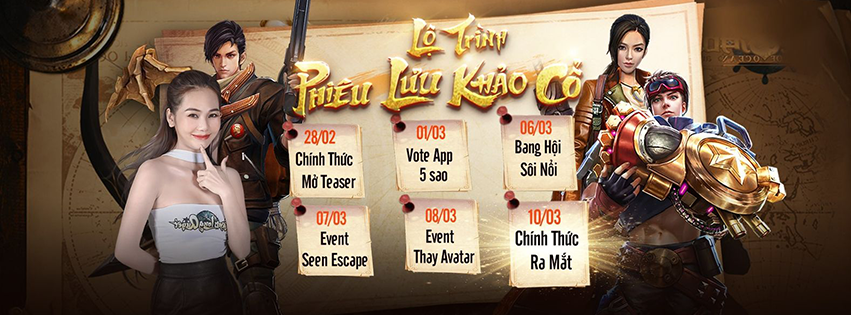 Lộ Trình
Phiêu Lưu Khảo Cổ
28/02
Chính Thức
Mở Teaser
01/03
Vote App
5 sao
06/03
Bang Hội
Sôi Nổi
07/03
Event
Seen Escape
08/03
Event
Thay Avatar
10/03
Chính Thức
Ra Mắt